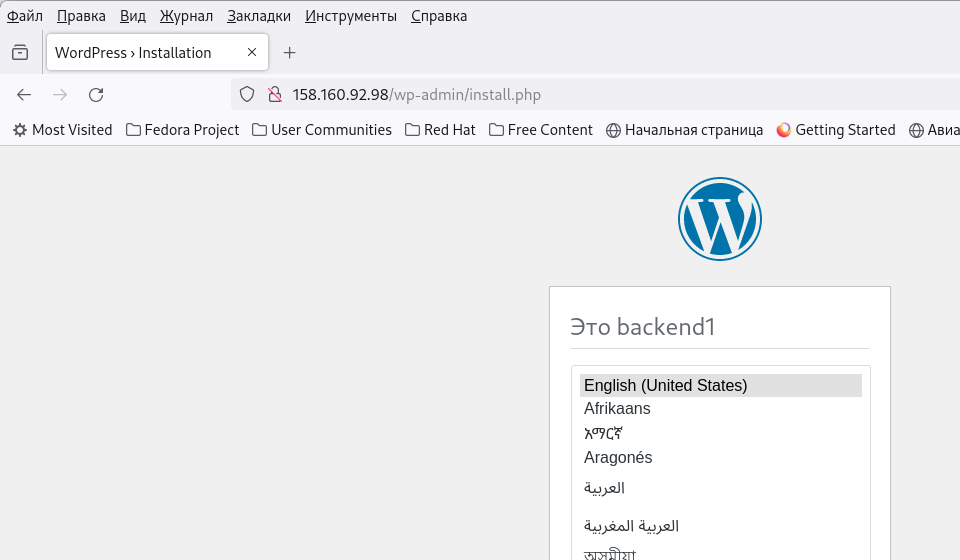 Файл Правка Вид Журнал Закладки Инструменты Справка
WordPress › Installation
158.160.92.98/wp-admin/install.php
Most Visited Fedora Project User Communities Red Hat Free Content Начальная страница Getting Started Авиа
Это backend1
English (United States)
Afrikaans
አማርኛ
Aragonés
العربية
العربية المغربية
অসমীয়া